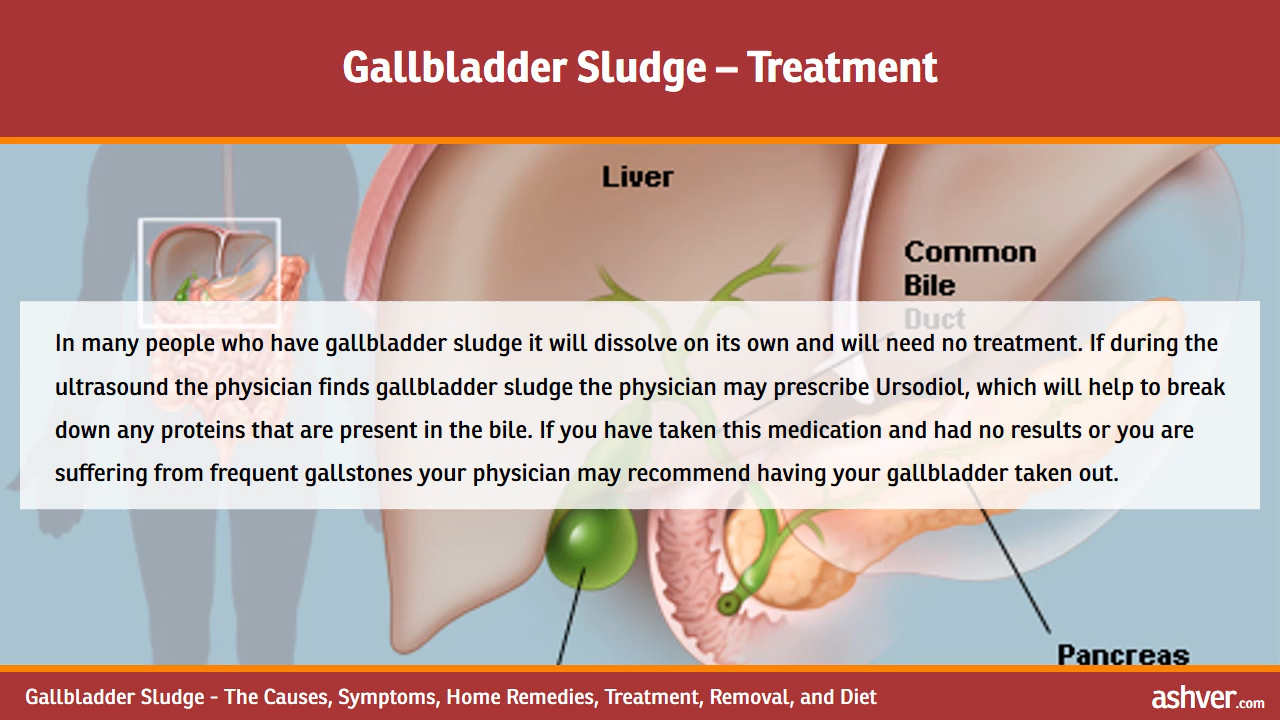 Gallbladder Sludge – Treatment
Liver
Common
Bile
Duct
In many people who have gallbladder sludge it will dissolve on its own and will need no treatment. If during the
ultrasound the physician finds gallbladder sludge the physician may prescribe Ursodiol, which will help to break
down any proteins that are present in the bile. If you have taken this medication and had no results or you are
suffering from frequent gallstones your physician may recommend having your gallbladder taken out.
Pancreas
Gallbladder Sludge - The Causes, Symptoms, Home Remedies, Treatment, Removal, and Diet
ashver.com